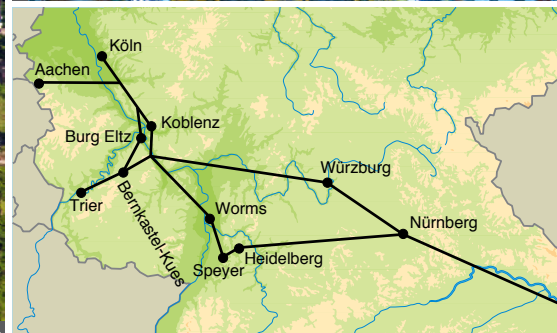 Köln
Aachen
Koblenz
Burg Eltz
Würzburg
Bernkastel-Kues
Trier
Worms
Nürnberg
Heidelberg
Speyer